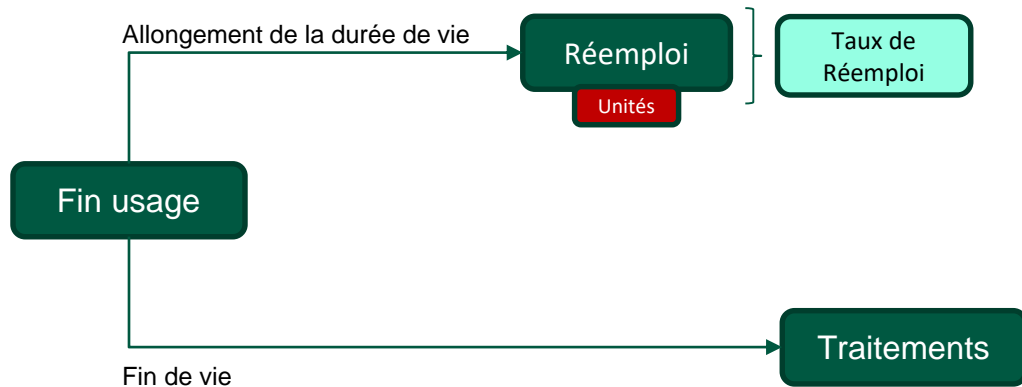 Allongement de la durée de vie
Réemploi
Unités
Taux de
Réemploi
Fin usage
Traitements
Fin de vie